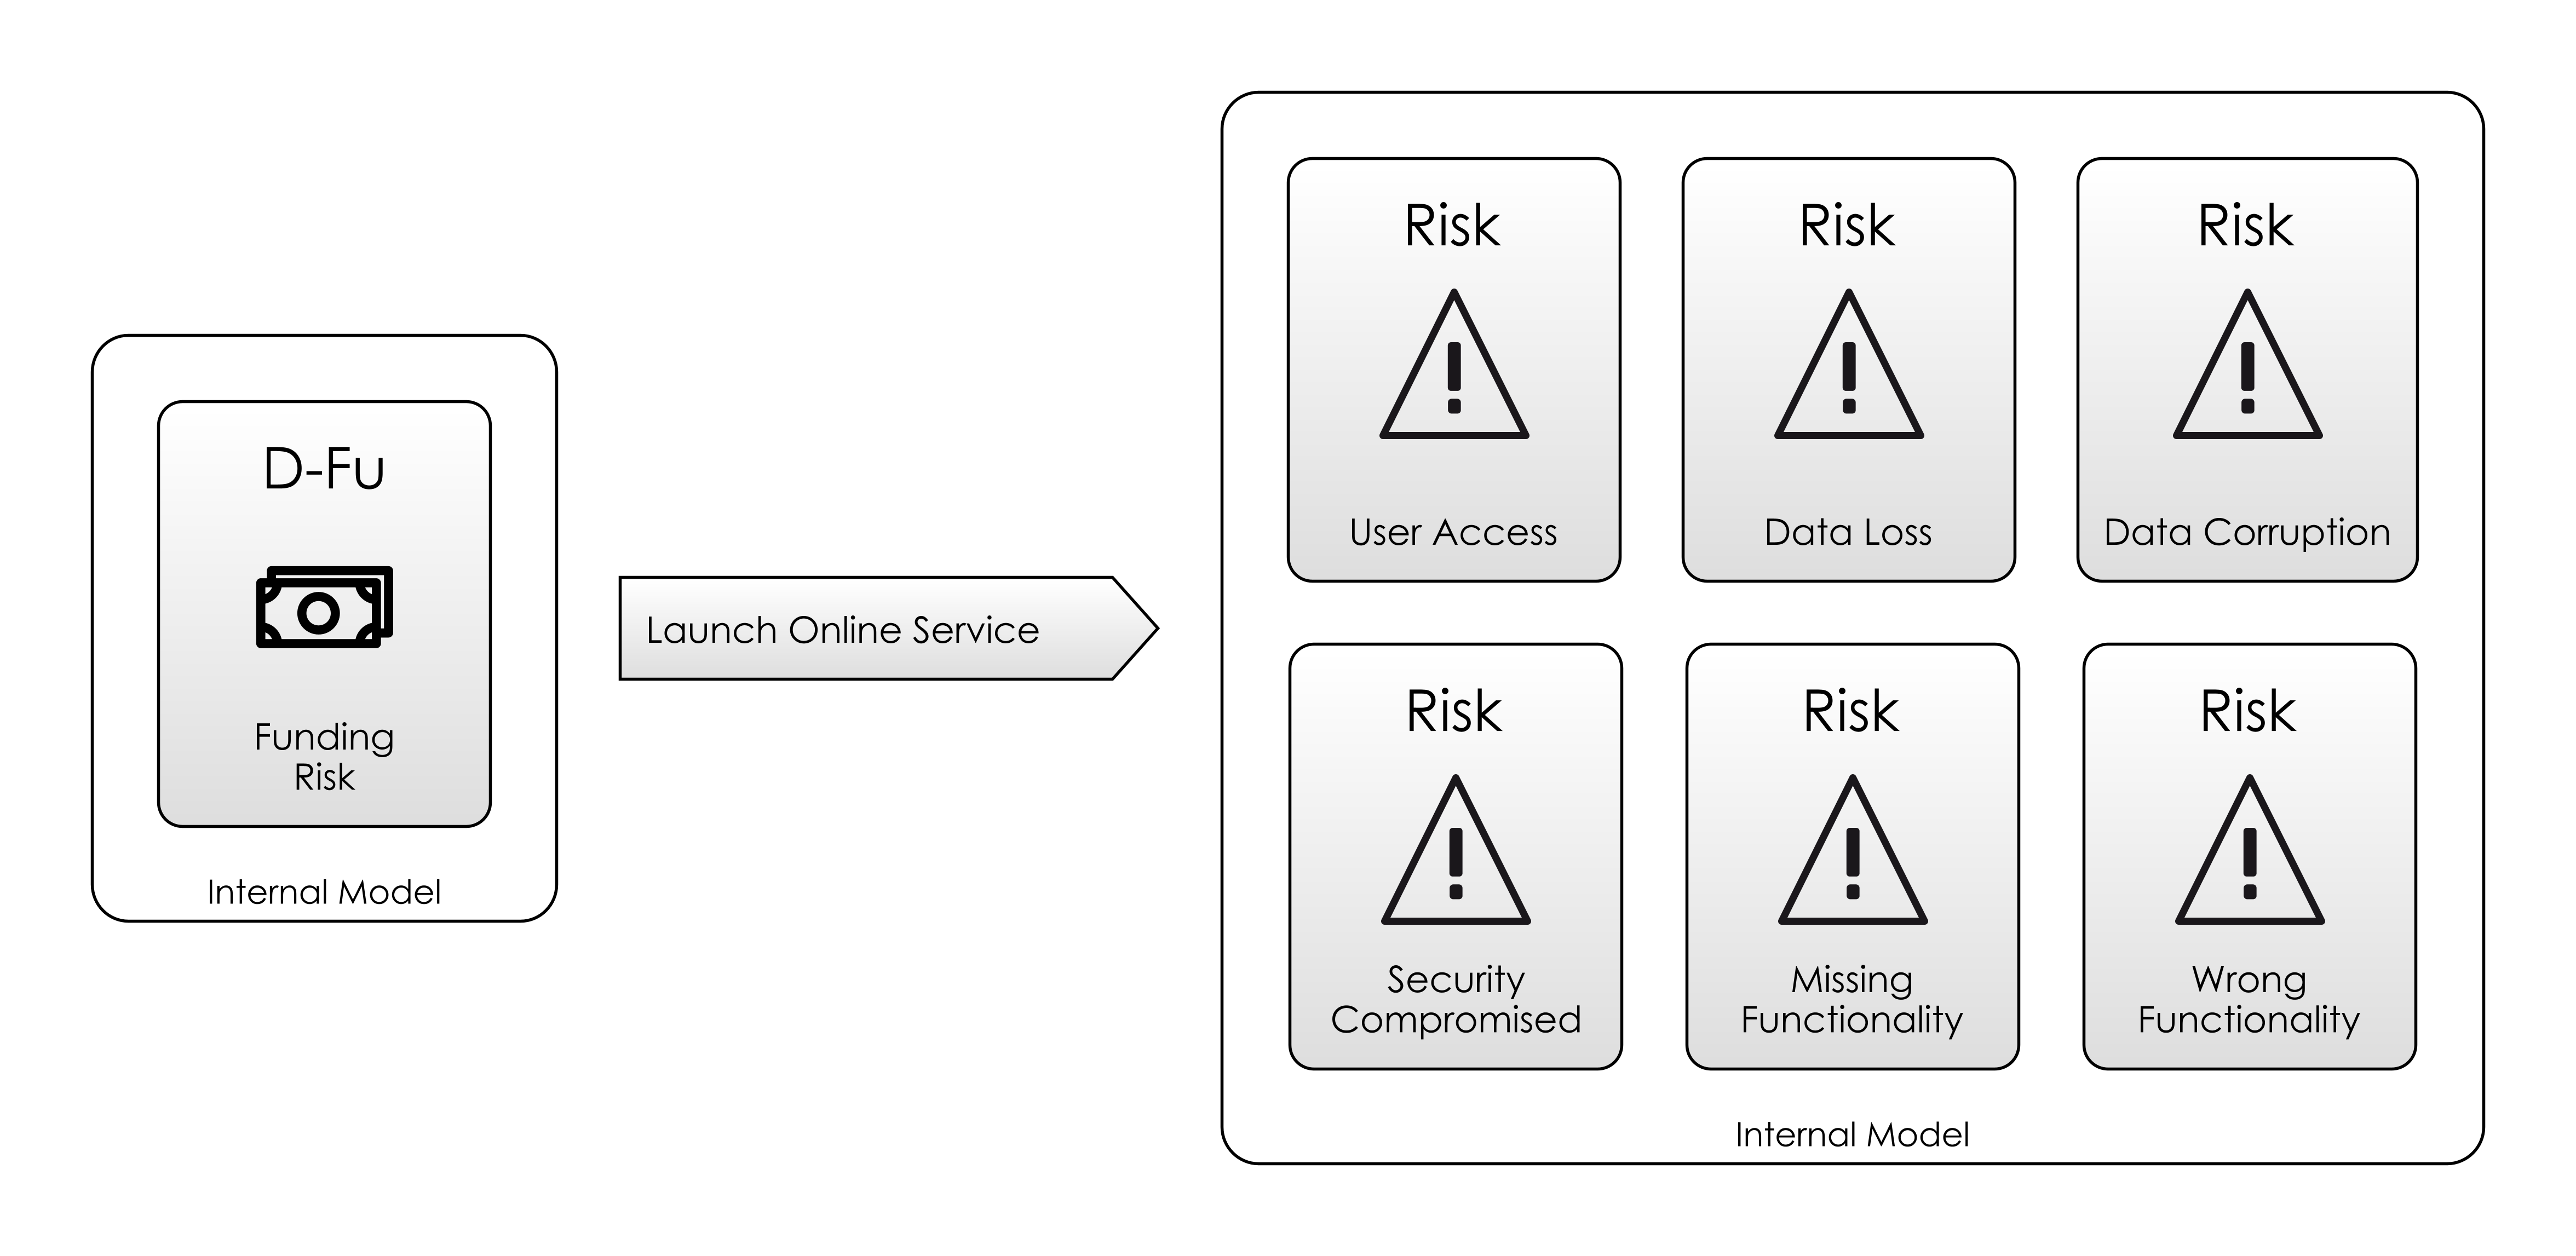 D-Fu
Funding
Risk
Internal Model
Launch Online Service
Risk
User Access
Risk
Data Loss
Risk
Data Corruption
Risk
Security
Compromised
Risk
Missing
Functionality
Risk
Wrong
Functionality
Internal Model